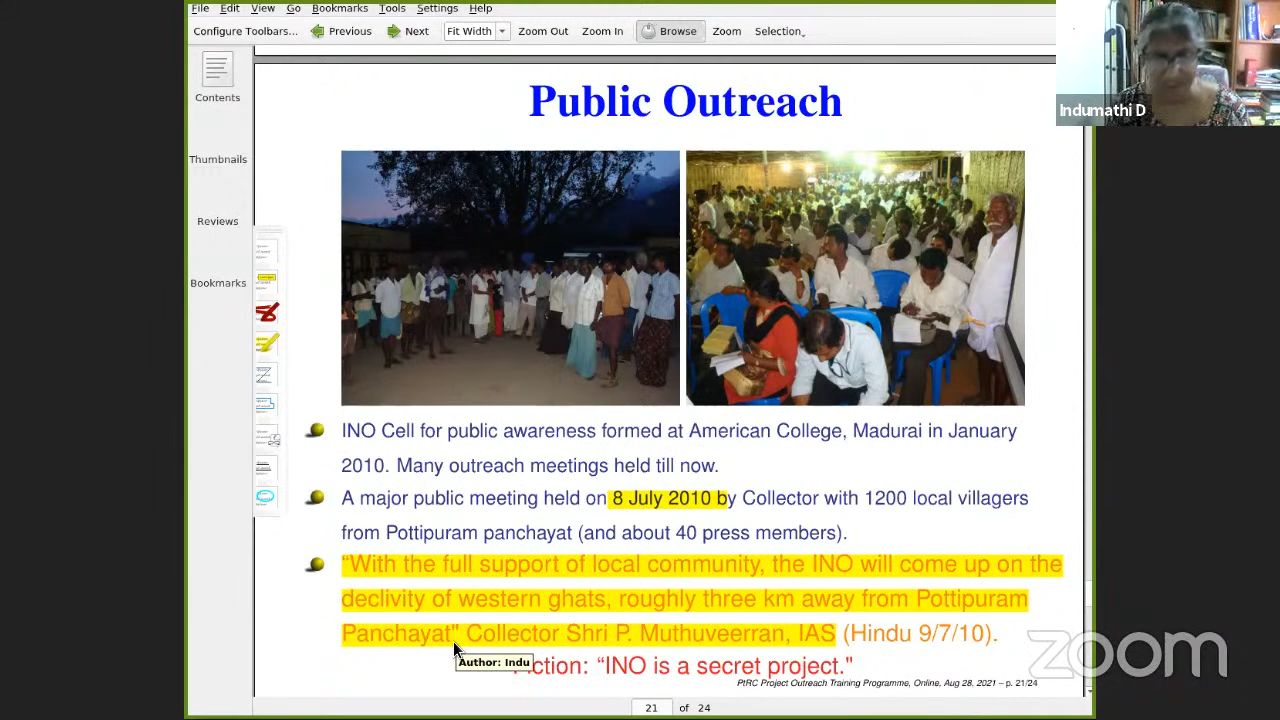 File Edit View Go Bookmarks Tools Settings Help
Configure Toolbars... Previous Next Fit Width Zoom Out Zoom In Browse Zoom Selection
Contents
Thumbnails
Reviews
Bookmarks
Indumathi D
Public Outreach
INO Cell for public awareness formed at American College, Madurai in January
2010. Many outreach meetings held till now.
A major public meeting held on 8 July 2010 by Collector with 1200 local villagers
from Pottipuram panchayat (and about 40 press members).
“With the full support of local community, the INO will come up on the
declivity of western ghats, roughly three km away from Pottipuram
Panchayat" Collector Shri P. Muthuveerran, IAS (Hindu 9/7/10).
Author: Indu
iction: “INO is a secret project."
PtRC Project Outreach Training Programme, Online, Aug 28. 2021 – p. 21/24
zoom
21 of 24